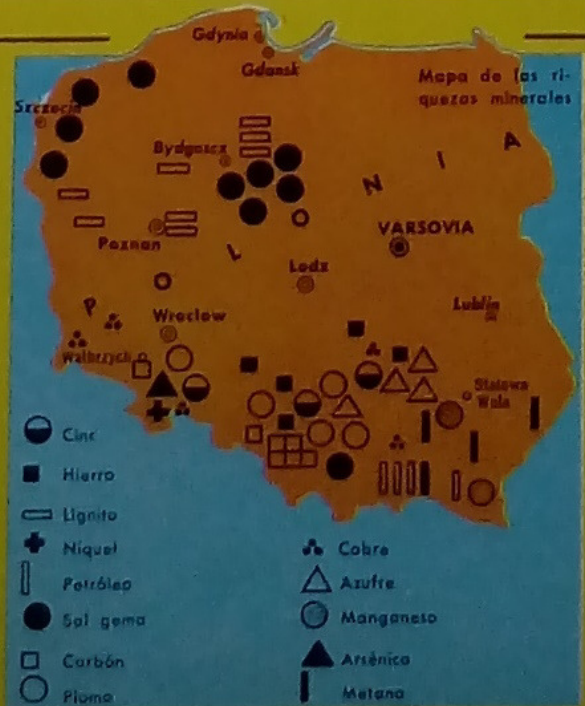 Gdynia
Gdansk
Mapa de las ri-
quezas minerales
Szczecin
Bydgoszcz
P O L O N I A
Poznan
VARSOVIA
Lodz
Wroclaw
Lublin
Walbrzych
Stalowa
Wola
Cinc
Hierro
Lignito
Níquel
Petróleo
Sal gema
Carbón
Plomo
Cobre
Azufre
Manganeso
Arsénico
Metano